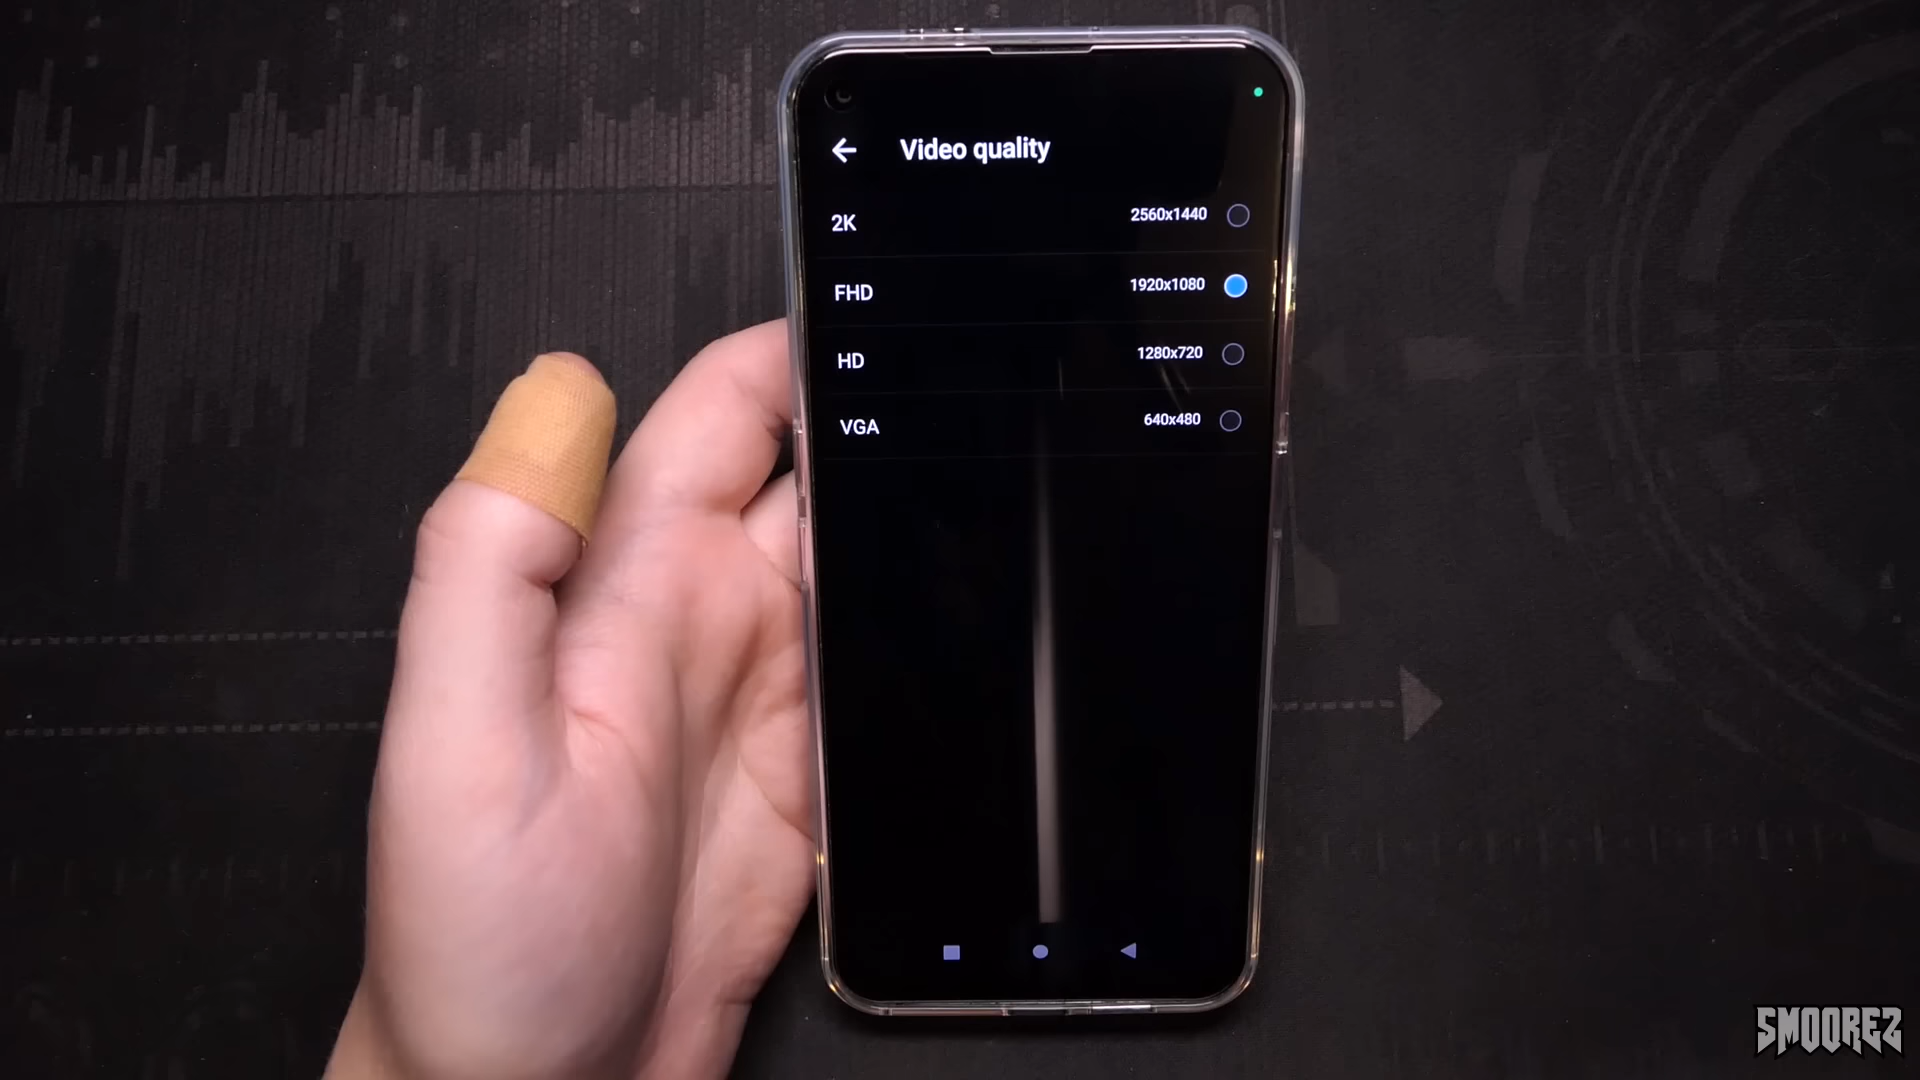 Video quality
2K 2560x1440
FHD 1920x1080
HD 1280x720
VGA 640x480
SMOOREZ